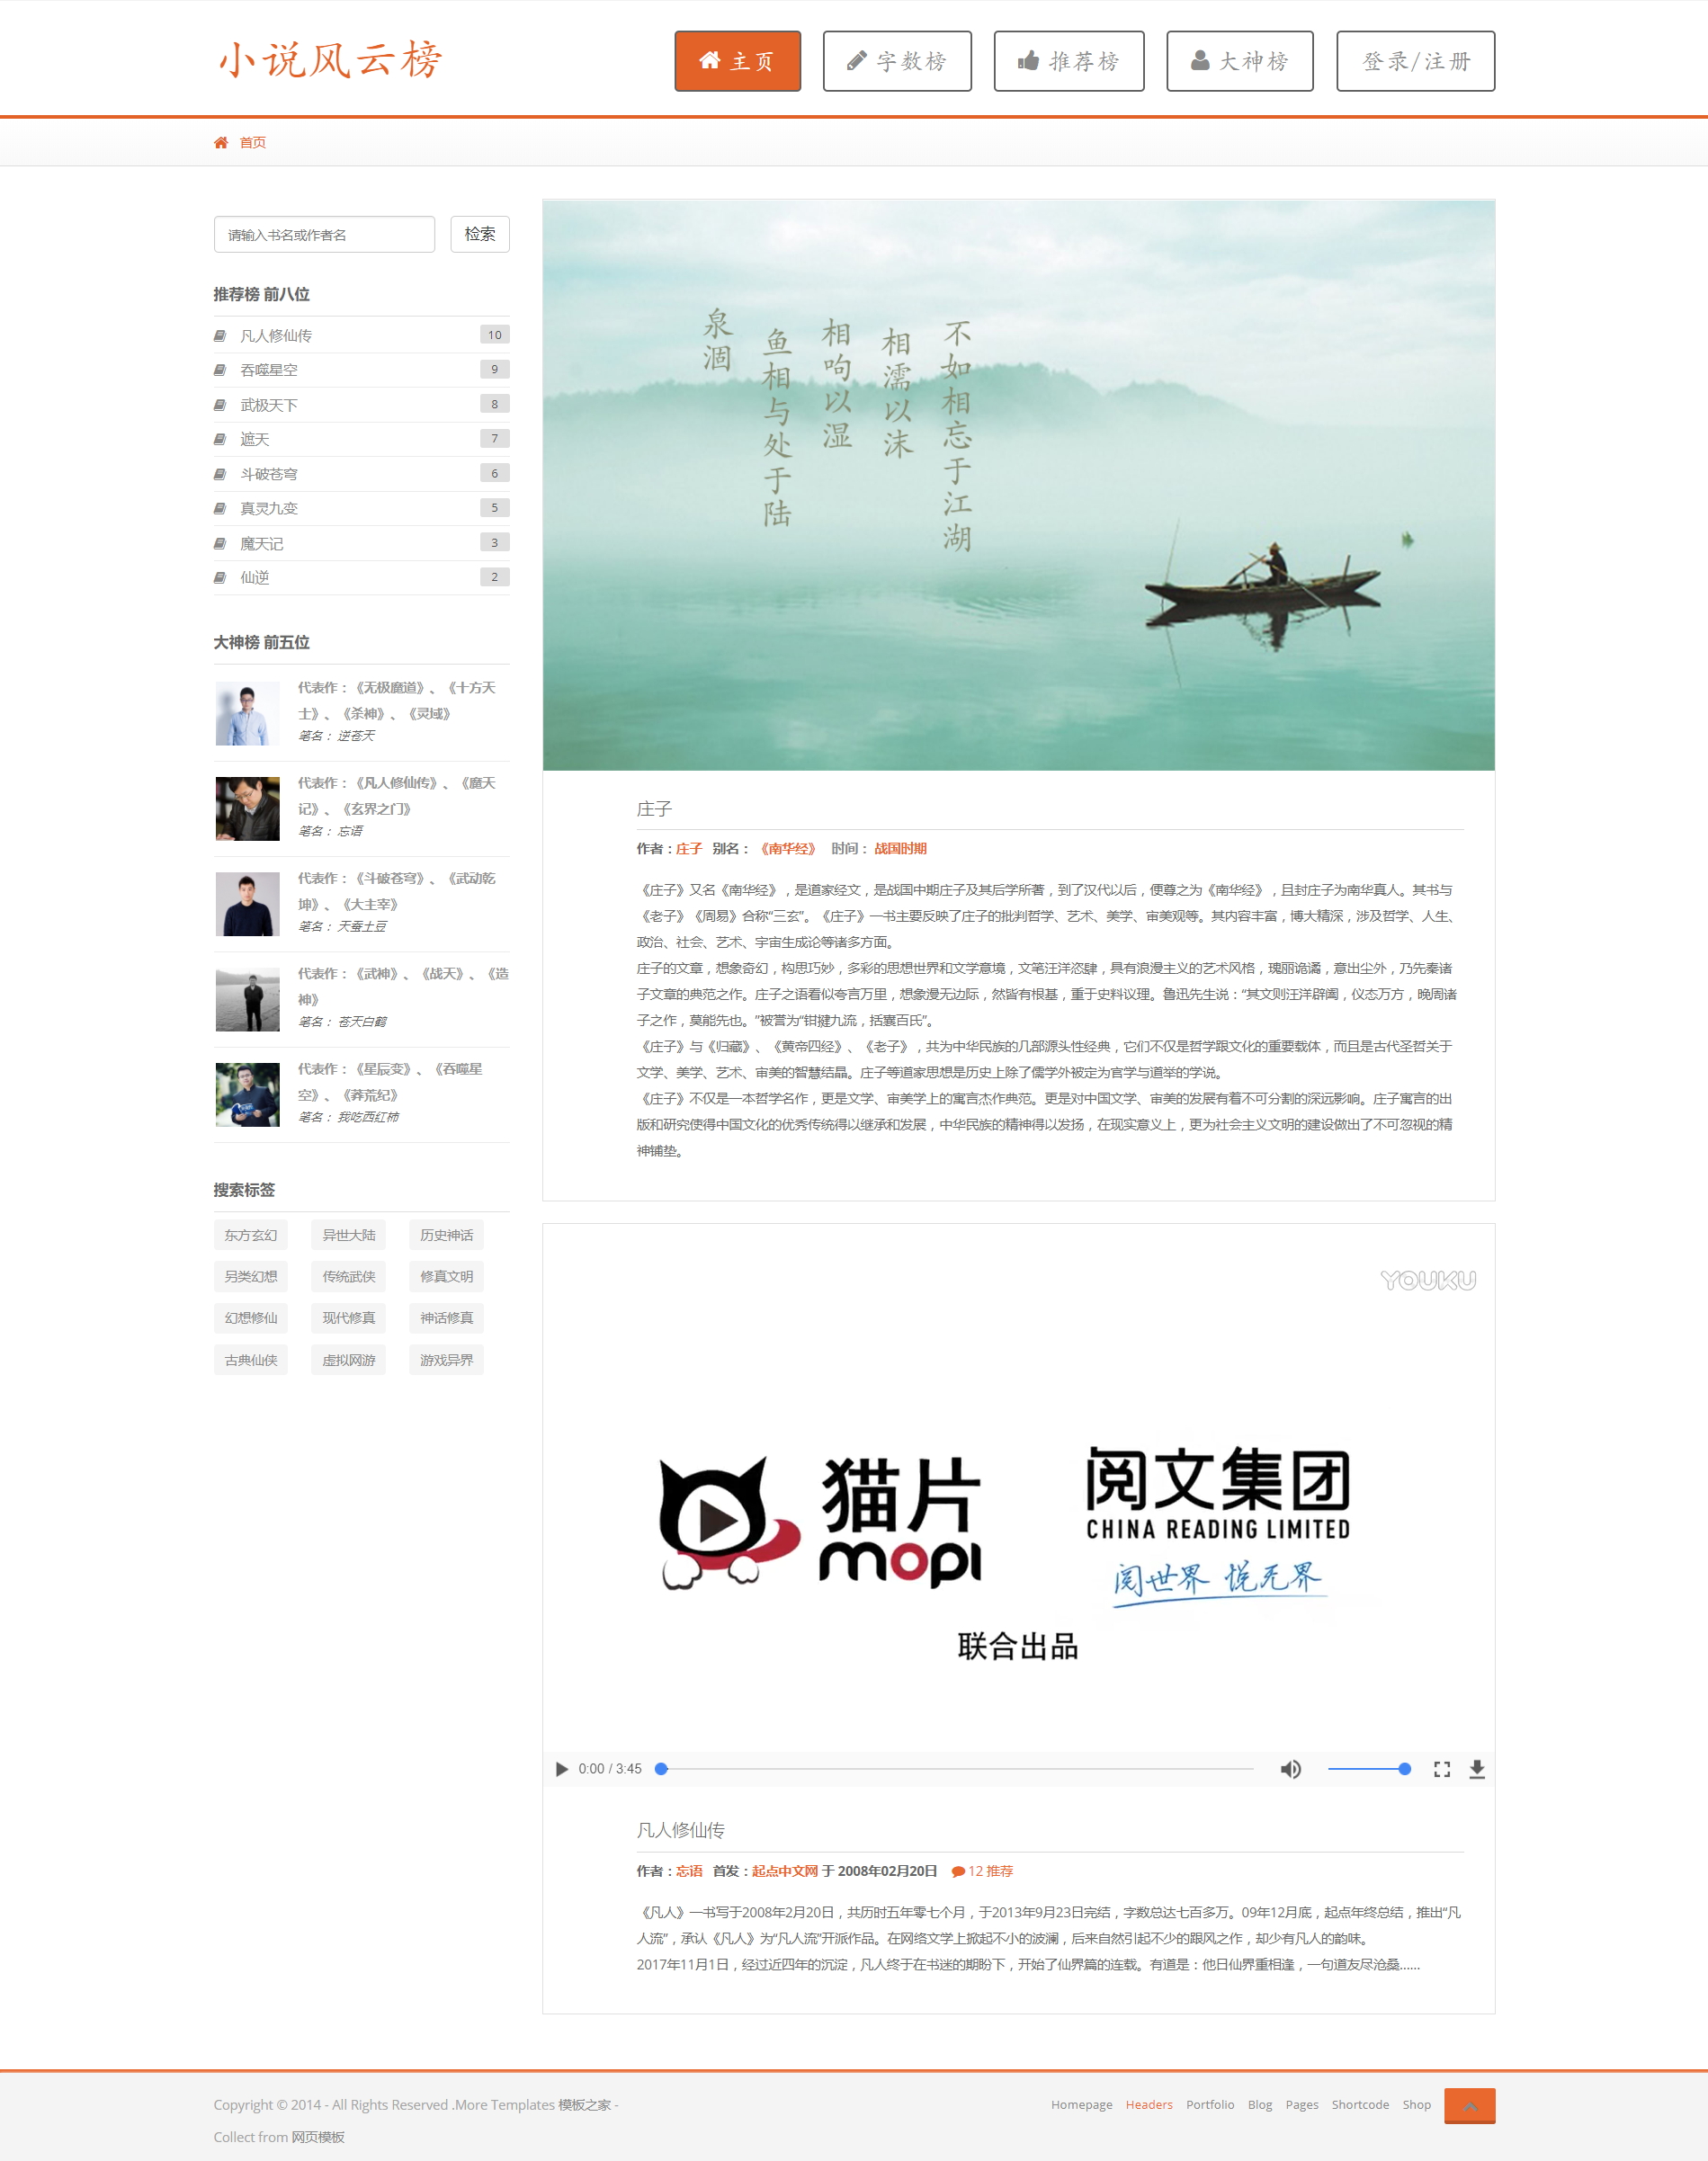 小说风云榜
主页
字数榜
推荐榜
大神榜
登录/注册
首页
请输入书名或作者名
检索
推荐榜 前八位
凡人修仙传 10
吞噬星空 9
武极天下 8
遮天 7
斗破苍穹 6
真灵九变 5
魔天记 3
仙逆 2
大神榜 前五位
代表作：《无极魔道》、《十方天
士》、《杀神》、《灵域》
笔名： 逆苍天
代表作：《凡人修仙传》、《魔天
记》、《玄界之门》
笔名： 忘语
代表作：《斗破苍穹》、《武动乾
坤》、《大主宰》
笔名： 天蚕土豆
代表作：《武神》、《战天》、《造
神》
笔名： 苍天白鹤
代表作：《星辰变》、《吞噬星
空》、《莽荒纪》
笔名： 我吃西红柿
搜索标签
东方玄幻 异世大陆 历史神话
另类幻想 传统武侠 修真文明
幻想修仙 现代修真 神话修真
古典仙侠 虚拟网游 游戏异界
泉涸
鱼相与处于陆
相呴以湿
相濡以沫
不如相忘于江湖
庄子
作者：庄子 别名：《南华经》 时间： 战国时期
《庄子》又名《南华经》，是道家经文，是战国中期庄子及其后学所著，到了汉代以后，便尊之为《南华经》，且封庄子为南华真人。其书与
《老子》《周易》合称“三玄”。《庄子》一书主要反映了庄子的批判哲学、艺术、美学、审美观等。其内容丰富，博大精深，涉及哲学、人生、
政治、社会、艺术、宇宙生成论等诸多方面。
庄子的文章，想象奇幻，构思巧妙，多彩的思想世界和文学意境，文笔汪洋恣肆，具有浪漫主义的艺术风格，瑰丽诡谲，意出尘外，乃先秦诸
子文章的典范之作。庄子之语看似夸言万里，想象漫无边际，然皆有根基，重于史料议理。鲁迅先生说：“其文则汪洋辟阖，仪态万方，晚周诸
子之作，莫能先也。”被誉为“钳揵九流，括囊百氏”。
《庄子》与《归藏》、《黄帝四经》、《老子》，共为中华民族的几部源头性经典，它们不仅是哲学跟文化的重要载体，而且是古代圣哲关于
文学、美学、艺术、审美的智慧结晶。庄子等道家思想是历史上除了儒学外被定为官学与道举的学说。
《庄子》不仅是一本哲学名作，更是文学、审美学上的寓言杰作典范。更是对中国文学、审美的发展有着不可分割的深远影响。庄子寓言的出
版和研究使得中国文化的优秀传统得以继承和发展，中华民族的精神得以发扬，在现实意义上，更为社会主义文明的建设做出了不可忽视的精
神铺垫。
YOUKU
猫片
mopi
阅文集团
CHINA READING LIMITED
阅世界 悦无界
联合出品
0:00 / 3:45
凡人修仙传
作者：忘语 首发：起点中文网 于 2008年02月20日 12 推荐
《凡人》一书写于2008年2月20日，共历时五年零七个月，于2013年9月23日完结，字数总达七百多万。09年12月底，起点年终总结，推出“凡
人流”，承认《凡人》为“凡人流”开派作品。在网络文学上掀起不小的波澜，后来自然引起不少的跟风之作，却少有凡人的韵味。
2017年11月1日，经过近四年的沉淀，凡人终于在书迷的期盼下，开始了仙界篇的连载。有道是：他日仙界重相逢，一句道友尽沧桑......
Copyright © 2014 - All Rights Reserved .More Templates 模板之家 -
Collect from 网页模板
Homepage Headers Portfolio Blog Pages Shortcode Shop